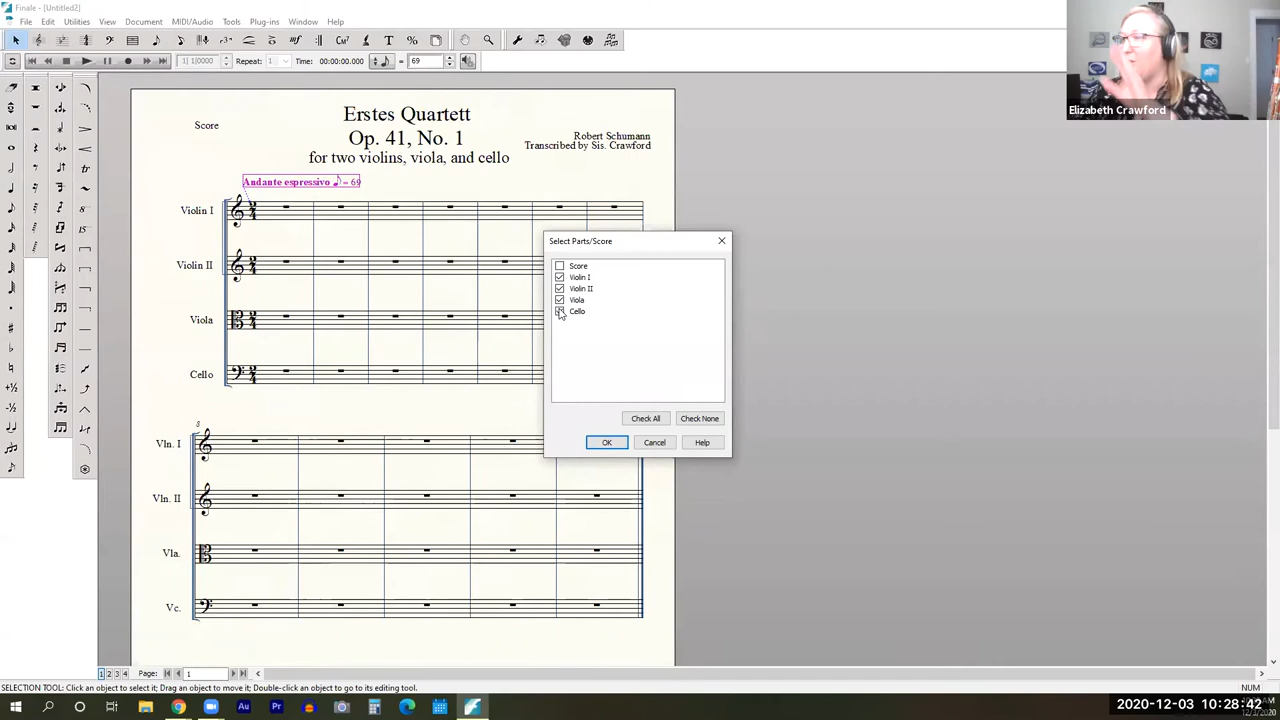 Finale - [Untitled2]
File Edit Utilities View Document MIDI/Audio Tools Plug-ins Window Help
Repeat: 1 Time: 00:00:00.000 = 69
Elizabeth Crawford
Erstes Quartett
Score
Op. 41, No. 1
Robert Schumann
for two violins, viola, and cello
Transcribed by Sis. Crawford
Andante espressivo ♪ = 69
Violin I
Violin II
Viola
Cello
Select Parts/Score
Score
Violin I
Violin II
Viola
Cello
Check All Check None
OK Cancel Help
Vln. I
Vln. II
Vla.
Vc.
1 2 3 4 Page: 1
SELECTION TOOL: Click an object to select it; Drag an object to move it; Double-click an object to go to its editing tool. NUM
2020-12-03 10:28:42